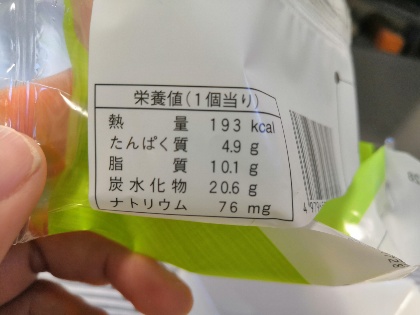 栄養値(1個当り)
熱量 193 kcal
たんぱく質 4.9 g
脂質 10.1 g
炭水化物 20.6 g
ナトリウム 76 mg